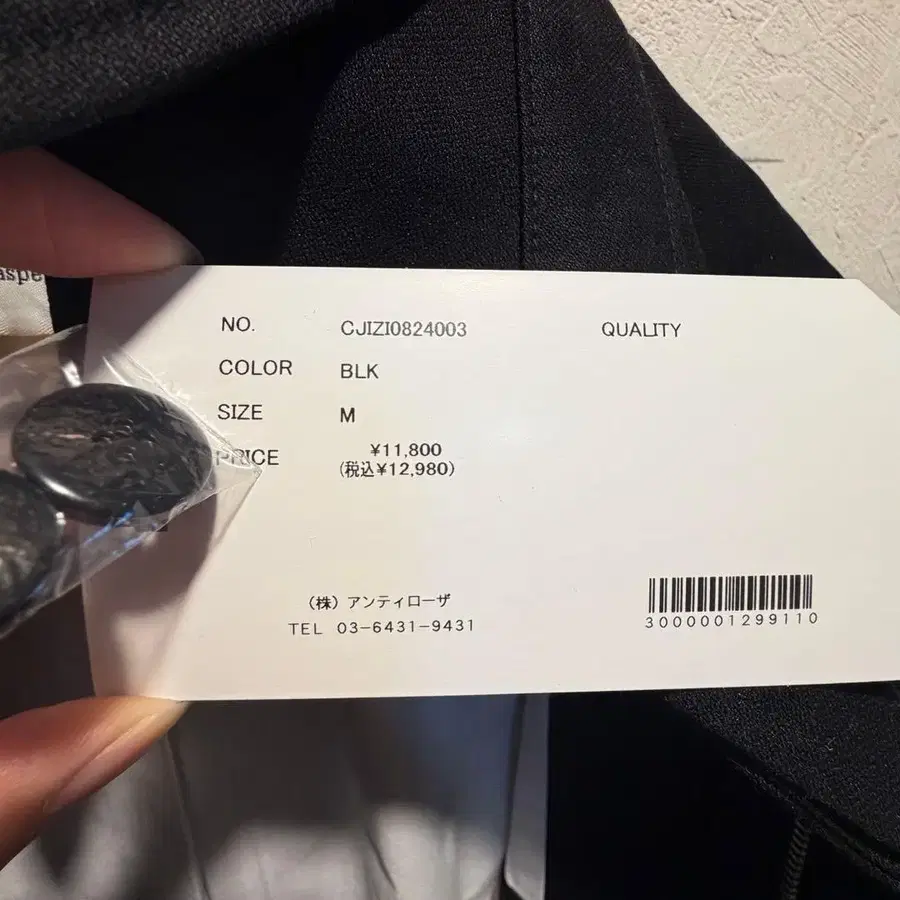 aspe
NO. CJIZI0824003 QUALITY
COLOR BLK
SIZE M
PRICE ¥11,800
(税込¥12,980)
(株) アンティローザ
TEL 03-6431-9431
3000001299110